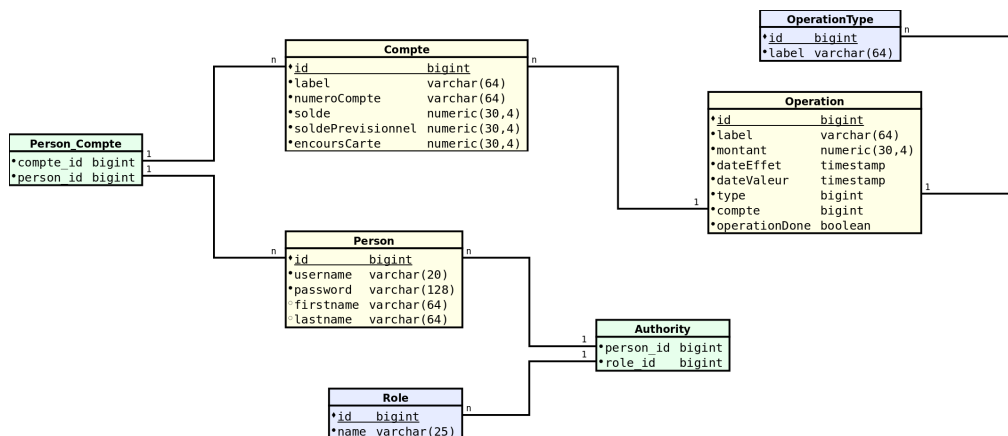 OperationType
id bigint
label varchar(64)
n
Compte
id bigint
label varchar(64)
numeroCompte varchar(64)
solde numeric(30,4)
soldePrevisionnel numeric(30,4)
encoursCarte numeric(30,4)
n
n
Operation
id bigint
label varchar(64)
montant numeric(30,4)
dateEffet timestamp
dateValeur timestamp
type bigint
compte bigint
operationDone boolean
1
1
Person_Compte
compte_id bigint
person_id bigint
1
1
Person
id bigint
username varchar(20)
password varchar(128)
firstname varchar(64)
lastname varchar(64)
n
n
Authority
person_id bigint
role_id bigint
1
1
Role
id bigint
name varchar(25)
n